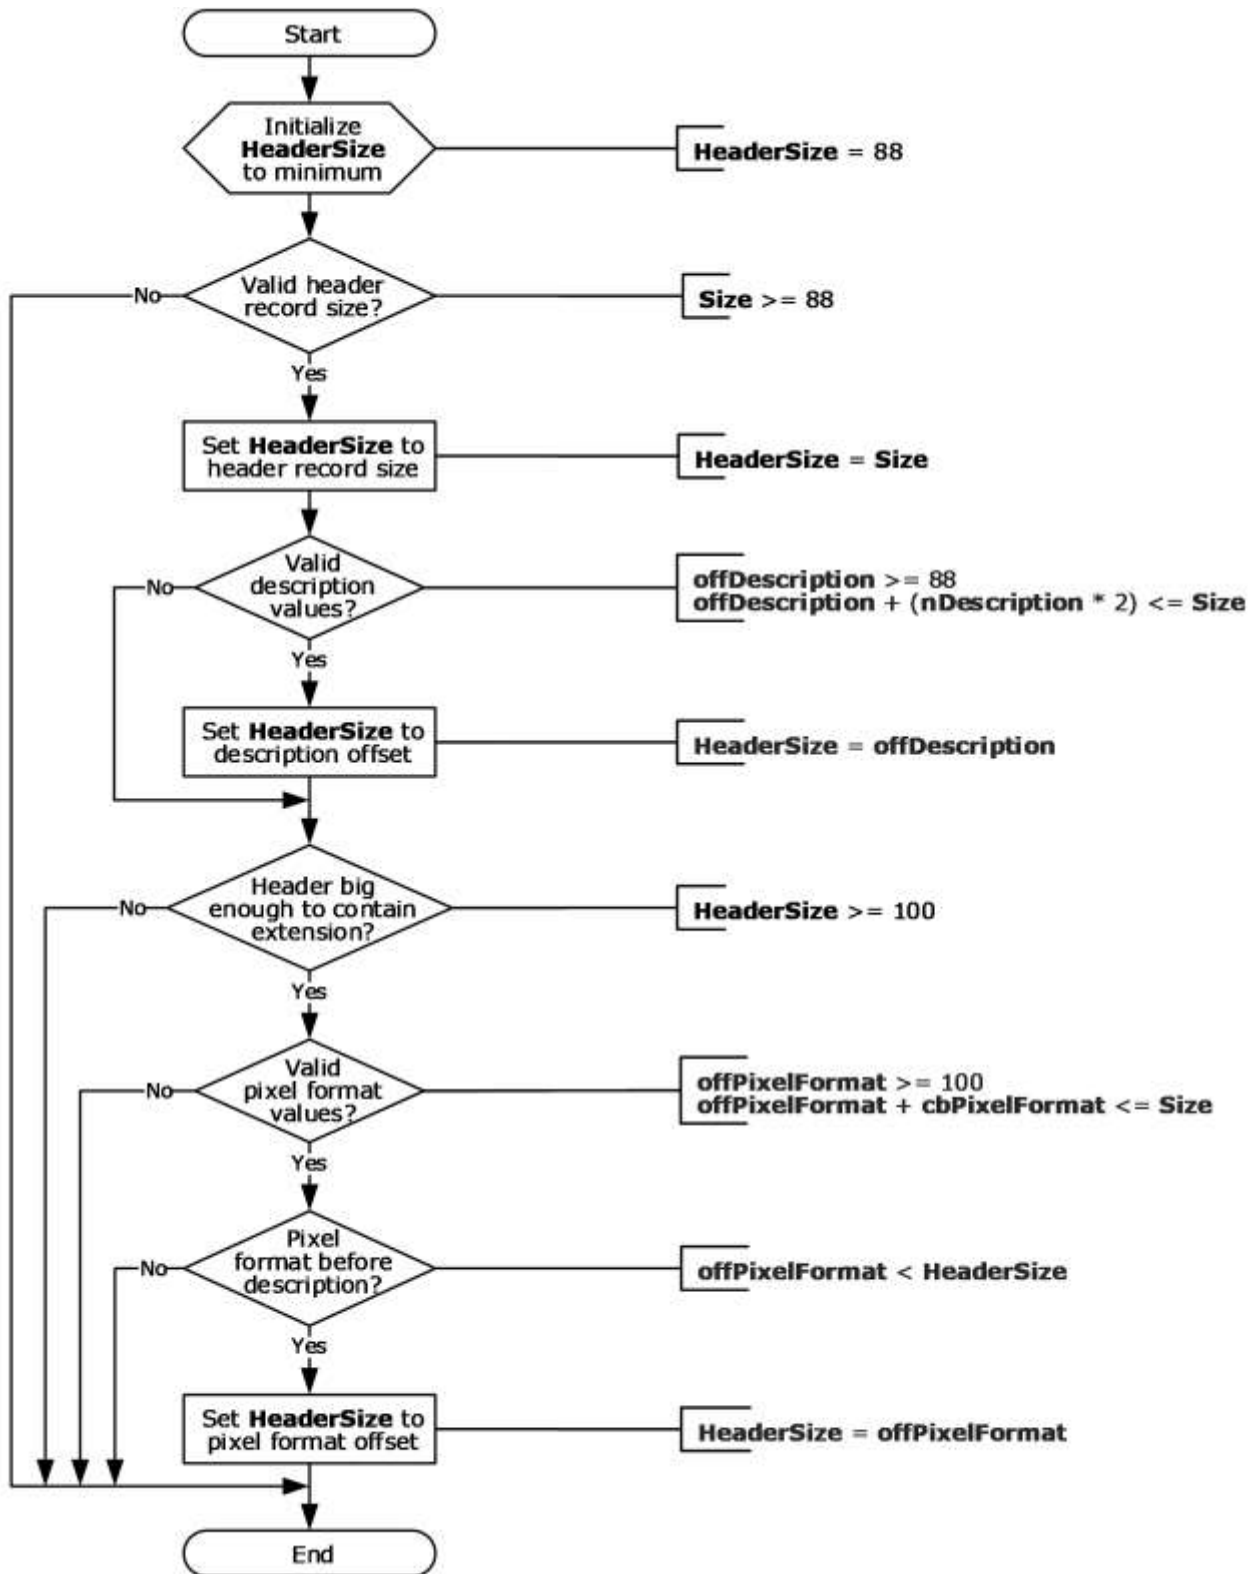 Start
Initialize
HeaderSize
to minimum
HeaderSize = 88
Valid header
record size?
No
Size >= 88
Yes
Set HeaderSize to
header record size
HeaderSize = Size
Valid
description
values?
No
offDescription >= 88
offDescription + (nDescription * 2) <= Size
Yes
Set HeaderSize to
description offset
HeaderSize = offDescription
Header big
enough to contain
extension?
No
HeaderSize >= 100
Yes
Valid
pixel format
values?
No
offPixelFormat >= 100
offPixelFormat + cbPixelFormat <= Size
Yes
Pixel
format before
description?
No
offPixelFormat < HeaderSize
Yes
Set HeaderSize to
pixel format offset
HeaderSize = offPixelFormat
End